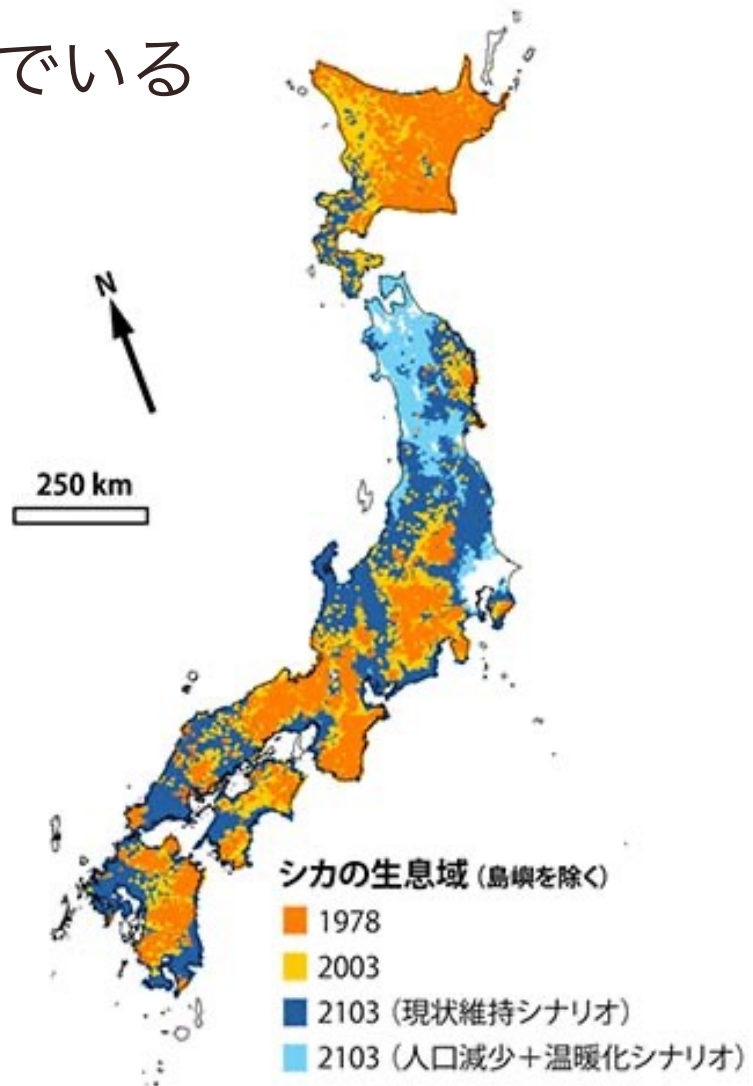 でいる
N
250 km
シカの生息域（島嶼を除く）
1978
2003
2103（現状維持シナリオ）
2103（人口減少＋温暖化シナリオ）